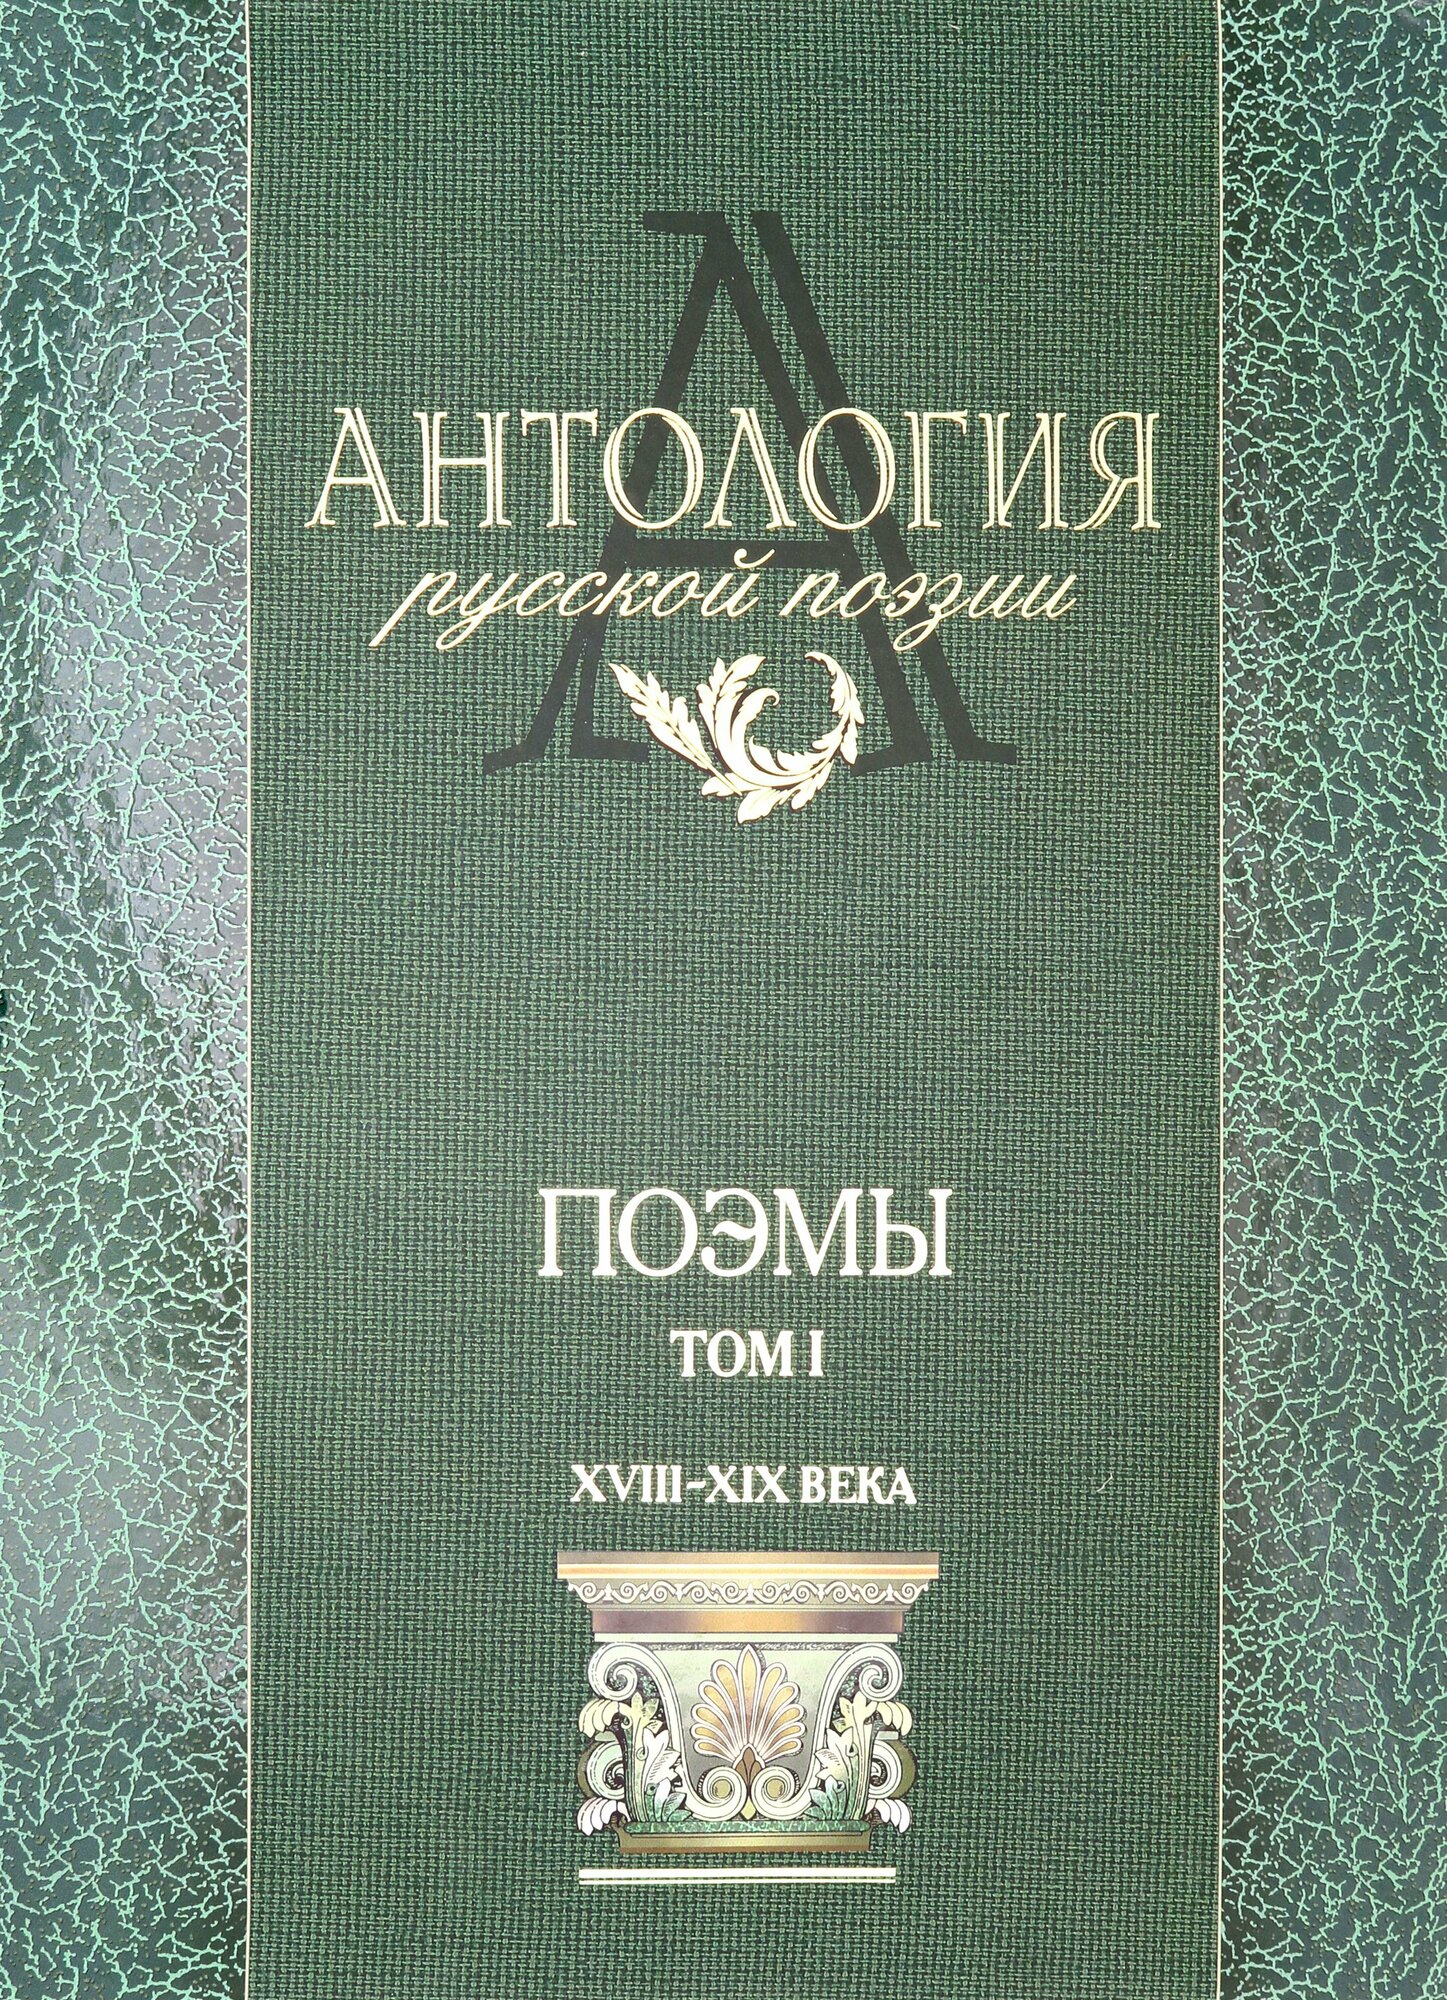 АНТОЛОГИЯ
русской поэзии
ПОЭМЫ
ТОМ I
XVIII-XIX ВЕКА